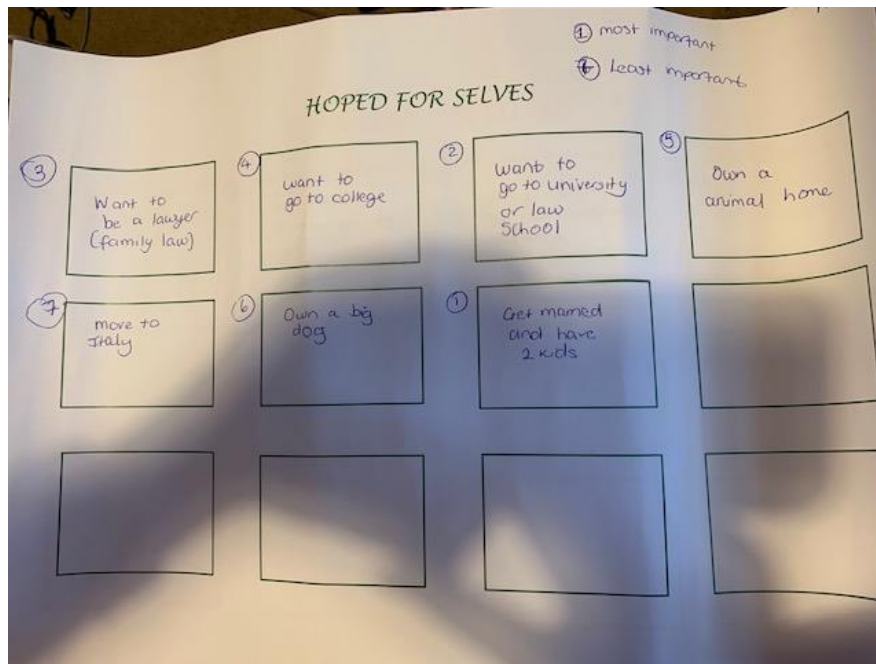 ① most important
⑦ Least important
HOPED FOR SELVES
③
Want to
be a lawyer
(family law)
④
want to
go to college
②
want to
go to university
or law
School
⑤
Own a
animal home
⑦
move to
Italy
⑥
Own a big
dog
①
Get married
and have
2 kids